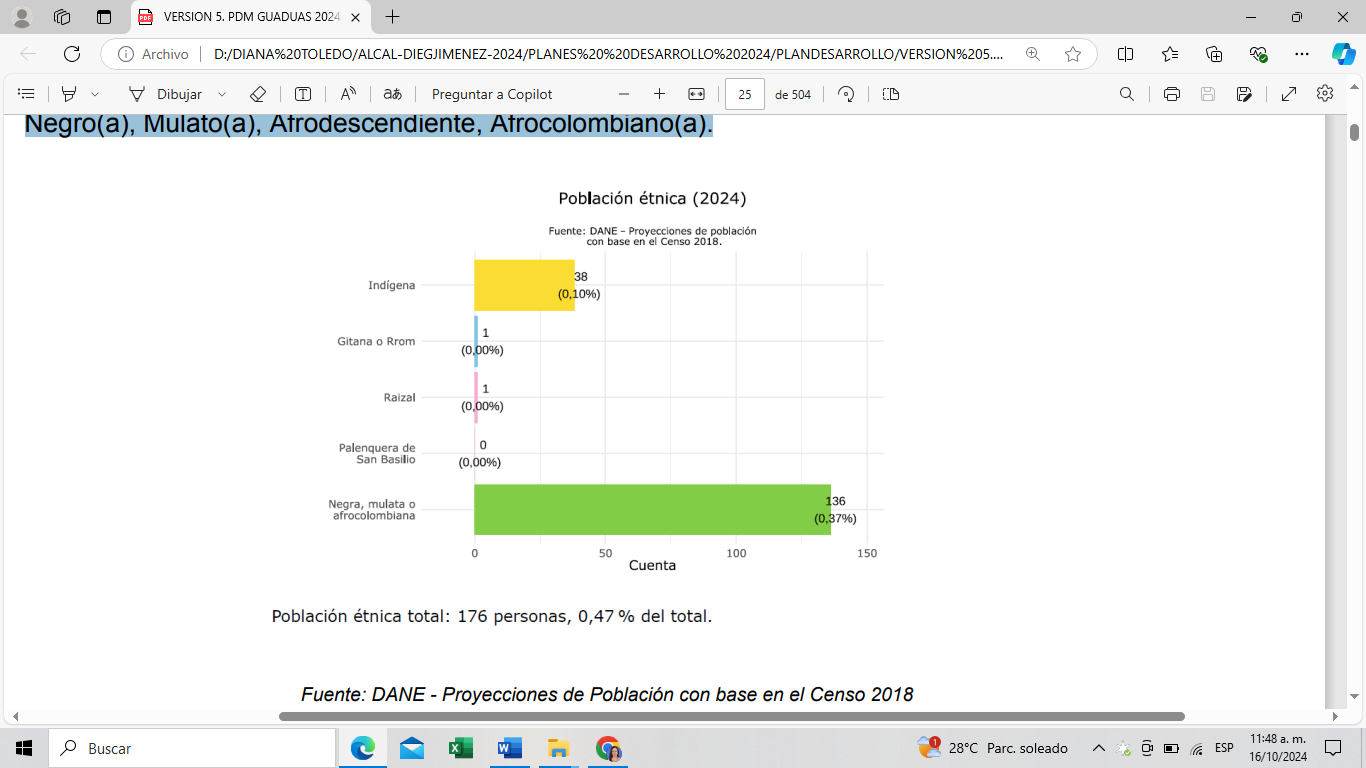 VERSION 5. PDM GUADUAS 2024
Archivo
D:/DIANA%20TOLEDO/ALCAL-DIEGJIMENEZ-2024/PLANES%20%20DESARROLLO%202024/PLANDESARROLLO/VERSION%205....
Dibujar
aあ
Preguntar a Copilot
25
de 504
Negro(a), Mulato(a), Afrodescendiente, Afrocolombiano(a).
Población étnica (2024)
Fuente: DANE – Proyecciones de población
con base en el Censo 2018.
Indígena
38
(0,10%)
Gitana o Rrom
1
(0,00%)
Raizal
1
(0,00%)
Palenquera de
San Basilio
0
(0,00%)
Negra, mulata o
afrocolombiana
136
(0,37%)
0
50
100
150
Cuenta
Población étnica total: 176 personas, 0,47 % del total.
Fuente: DANE - Proyecciones de Población con base en el Censo 2018
Buscar
1
28°C Parc. soleado
ESP
11:48 a. m.
16/10/2024